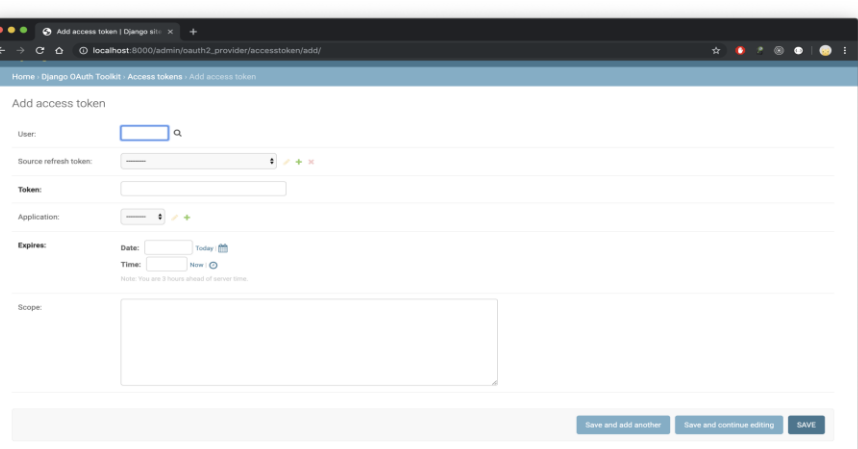 Add access token | Django site
localhost:8000/admin/oauth2_provider/accesstoken/add/
Home › Django OAuth Toolkit › Access tokens › Add access token
Add access token
User:
Source refresh token: ---------
Token:
Application: ---------
Expires:
Date: Today
Time: Now
Note: You are 3 hours ahead of server time.
Scope:
Save and add another Save and continue editing SAVE